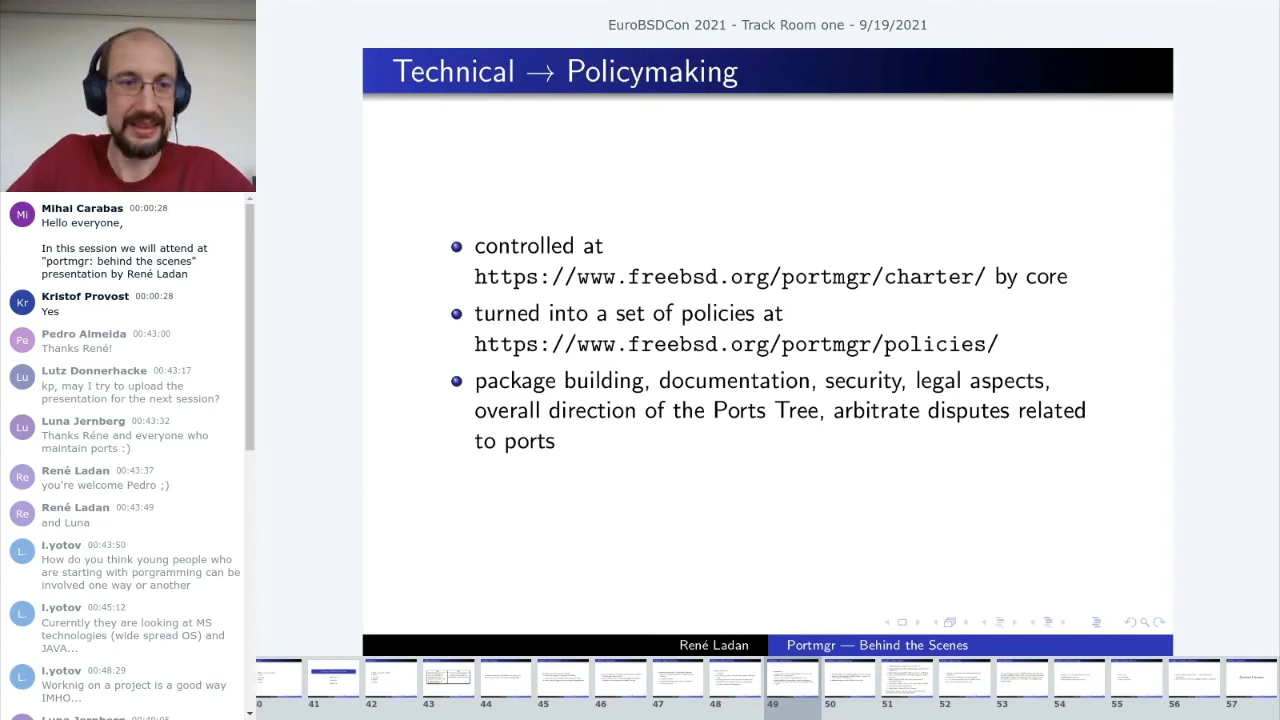 EuroBSDCon 2021 - Track Room one - 9/19/2021
Technical → Policymaking
controlled at
https://www.freebsd.org/portmgr/charter/ by core
turned into a set of policies at
https://www.freebsd.org/portmgr/policies/
package building, documentation, security, legal aspects,
overall direction of the Ports Tree, arbitrate disputes related
to ports
René Ladan
Portmgr — Behind the Scenes
Mi
Mihai Carabas 00:00:28
Hello everyone,
In this session we will attend at
"portmgr: behind the scenes"
presentation by René Ladan
Kr
Kristof Provost 00:00:28
Yes
Pe
Pedro Almeida 00:43:00
Thanks René!
Lu
Lutz Donnerhacke 00:43:17
kp, may I try to upload the
presentation for the next session?
Lu
Luna Jernberg 00:43:32
Thanks Réne and everyone who
maintain ports :)
Re
René Ladan 00:43:37
you're welcome Pedro ;)
Re
René Ladan 00:43:49
and Luna
I.
I.yotov 00:43:50
How do you think young people who
are starting with porgramming can be
involved one way or another
I.
I.yotov 00:45:12
Curerntly they are looking at MS
technologies (wide spread OS) and
JAVA...
I.
I.yotov 00:48:29
Worknig on a project is a good way
IMHO...
Luna Jernberg
41 42 43 44 45 46 47 48 49 50 51 52 53 54 55 56 57